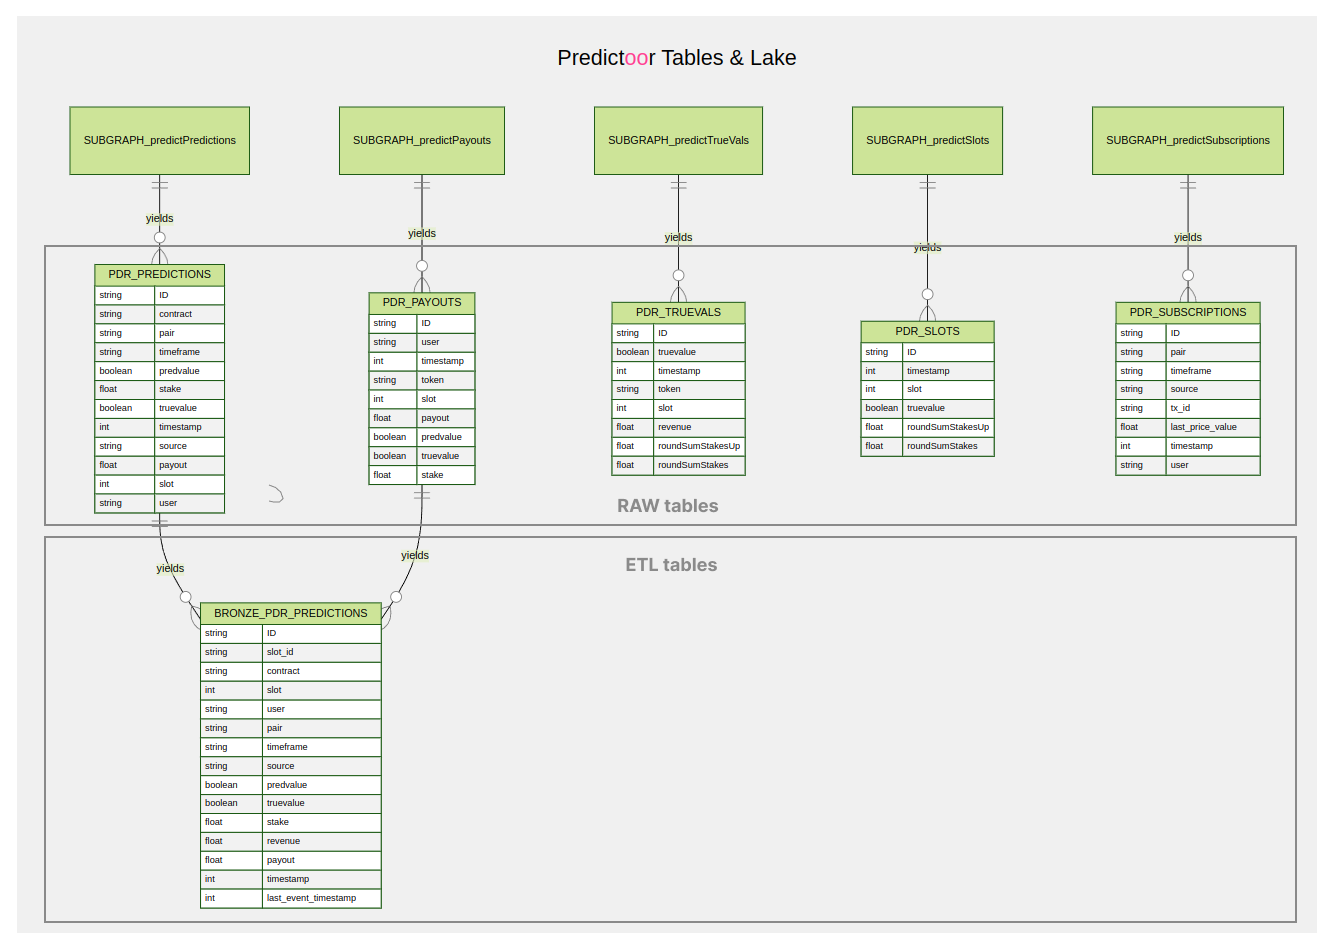 Predictoor Tables & Lake
SUBGRAPH_predictPredictions
SUBGRAPH_predictPayouts
SUBGRAPH_predictTrueVals
SUBGRAPH_predictSlots
SUBGRAPH_predictSubscriptions
yields
yields
yields
yields
yields
PDR_PREDICTIONS
string ID
string contract
string pair
string timeframe
boolean predvalue
float stake
boolean truevalue
int timestamp
string source
float payout
int slot
string user
PDR_PAYOUTS
string ID
string user
int timestamp
string token
int slot
float payout
boolean predvalue
boolean truevalue
float stake
PDR_TRUEVALS
string ID
boolean truevalue
int timestamp
string token
int slot
float revenue
float roundSumStakesUp
float roundSumStakes
PDR_SLOTS
string ID
int timestamp
int slot
boolean truevalue
float roundSumStakesUp
float roundSumStakes
PDR_SUBSCRIPTIONS
string ID
string pair
string timeframe
string source
string tx_id
float last_price_value
int timestamp
string user
RAW tables
ETL tables
yields
yields
BRONZE_PDR_PREDICTIONS
string ID
string slot_id
string contract
int slot
string user
string pair
string timeframe
string source
boolean predvalue
boolean truevalue
float stake
float revenue
float payout
int timestamp
int last_event_timestamp